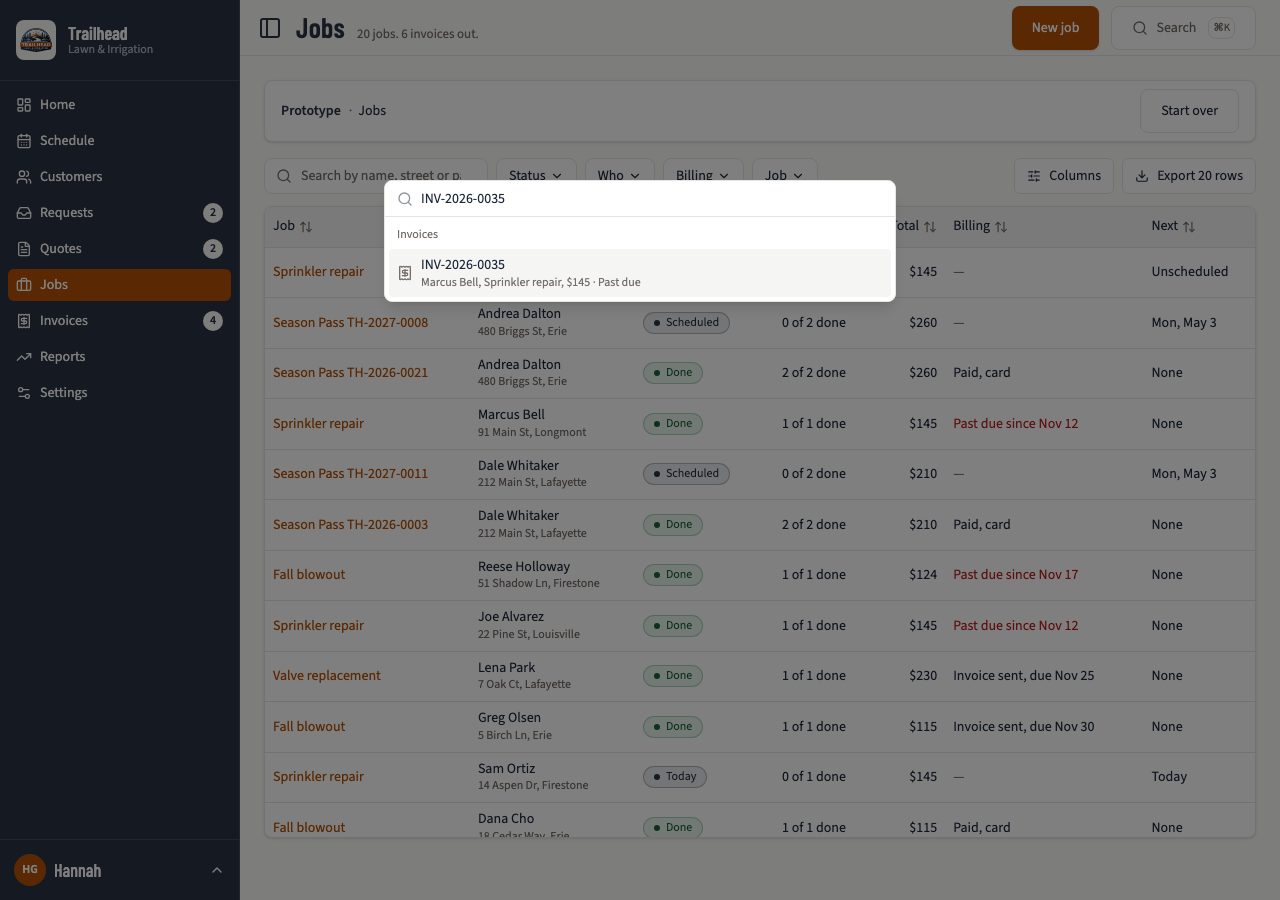 Trailhead
Lawn & Irrigation
Home
Schedule
Customers
Requests 2
Quotes 2
Jobs
Invoices 4
Reports
Settings
HG Hannah
Jobs 20 jobs. 6 invoices out.
New job
Search ⌘K
Prototype · Jobs
Start over
Search by name, street or
Status Who Billing Job
Columns
Export 20 rows
INV-2026-0035
Invoices
INV-2026-0035
Marcus Bell, Sprinkler repair, $145 · Past due
Job Total Billing Next
Sprinkler repair $145 — Unscheduled
Season Pass TH-2027-0008 Andrea Dalton Scheduled 0 of 2 done $260 — Mon, May 3
480 Briggs St, Erie
Season Pass TH-2026-0021 Andrea Dalton Done 2 of 2 done $260 Paid, card None
480 Briggs St, Erie
Sprinkler repair Marcus Bell Done 1 of 1 done $145 Past due since Nov 12 None
91 Main St, Longmont
Season Pass TH-2027-0011 Dale Whitaker Scheduled 0 of 2 done $210 — Mon, May 3
212 Main St, Lafayette
Season Pass TH-2026-0003 Dale Whitaker Done 2 of 2 done $210 Paid, card None
212 Main St, Lafayette
Fall blowout Reese Holloway Done 1 of 1 done $124 Past due since Nov 17 None
51 Shadow Ln, Firestone
Sprinkler repair Joe Alvarez Done 1 of 1 done $145 Past due since Nov 12 None
22 Pine St, Louisville
Valve replacement Lena Park Done 1 of 1 done $230 Invoice sent, due Nov 25 None
7 Oak Ct, Lafayette
Fall blowout Greg Olsen Done 1 of 1 done $115 Invoice sent, due Nov 30 None
5 Birch Ln, Erie
Sprinkler repair Sam Ortiz Today 0 of 1 done $145 — Today
14 Aspen Dr, Firestone
Fall blowout Dana Cho Done 1 of 1 done $115 Paid, card None
18 Cedar Way, Erie